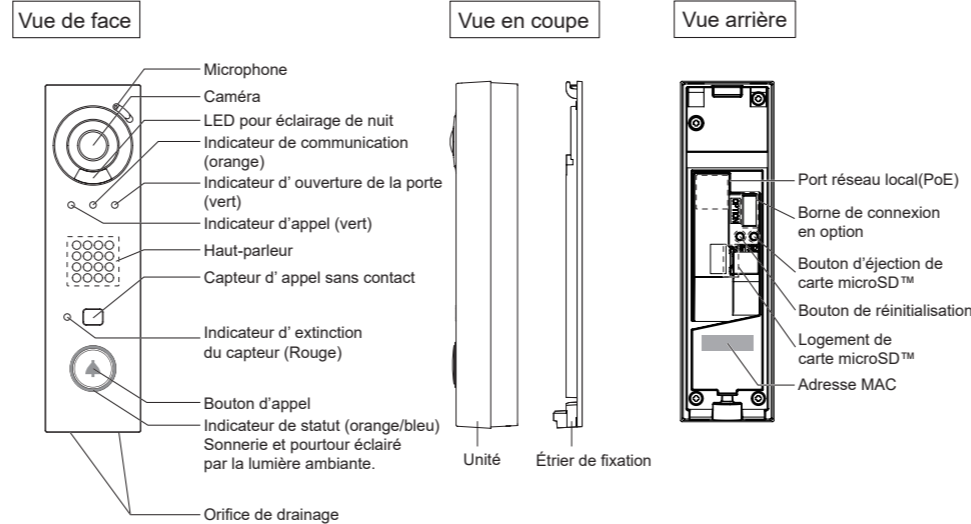 Vue de face
Vue en coupe
Vue arrière
Microphone
Caméra
LED pour éclairage de nuit
Indicateur de communication
(orange)
Indicateur d' ouverture de la porte
(vert)
Indicateur d'appel (vert)
Haut-parleur
Capteur d' appel sans contact
Indicateur d' extinction
du capteur (Rouge)
Bouton d'appel
Indicateur de statut (orange/bleu)
Sonnerie et pourtour éclairé
par la lumière ambiante.
Orifice de drainage
Unité
Étrier de fixation
OPTION
Port réseau local(PoE)
Borne de connexion
en option
Bouton d'éjection de
carte microSD™
Bouton de réinitialisation
Logement de
carte microSD™
Adresse MAC